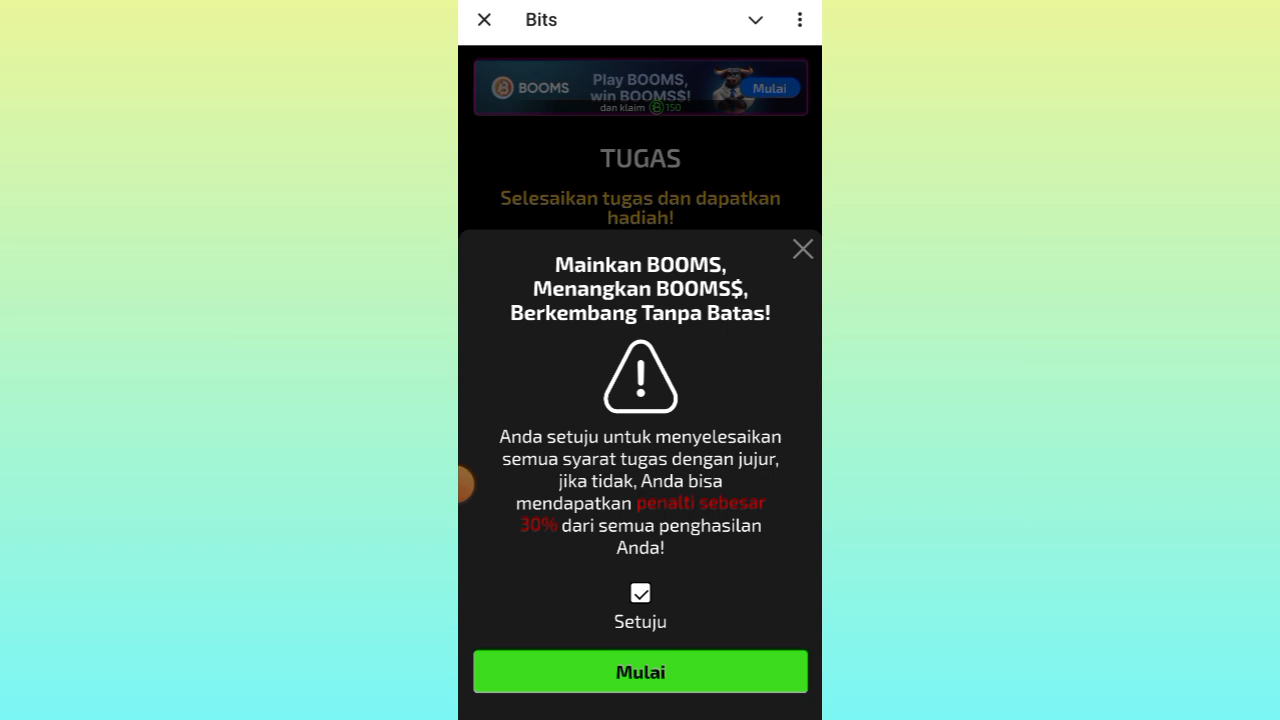 Bits
BOOMS
Play BOOMS,
win BOOMS$!
Mulai
dan klaim 150
TUGAS
Selesaikan tugas dan dapatkan
hadiah!
Mainkan BOOMS,
Menangkan BOOMS$,
Berkembang Tanpa Batas!
Anda setuju untuk menyelesaikan
semua syarat tugas dengan jujur,
jika tidak, Anda bisa
mendapatkan penalti sebesar
30% dari semua penghasilan
Anda!
Setuju
Mulai